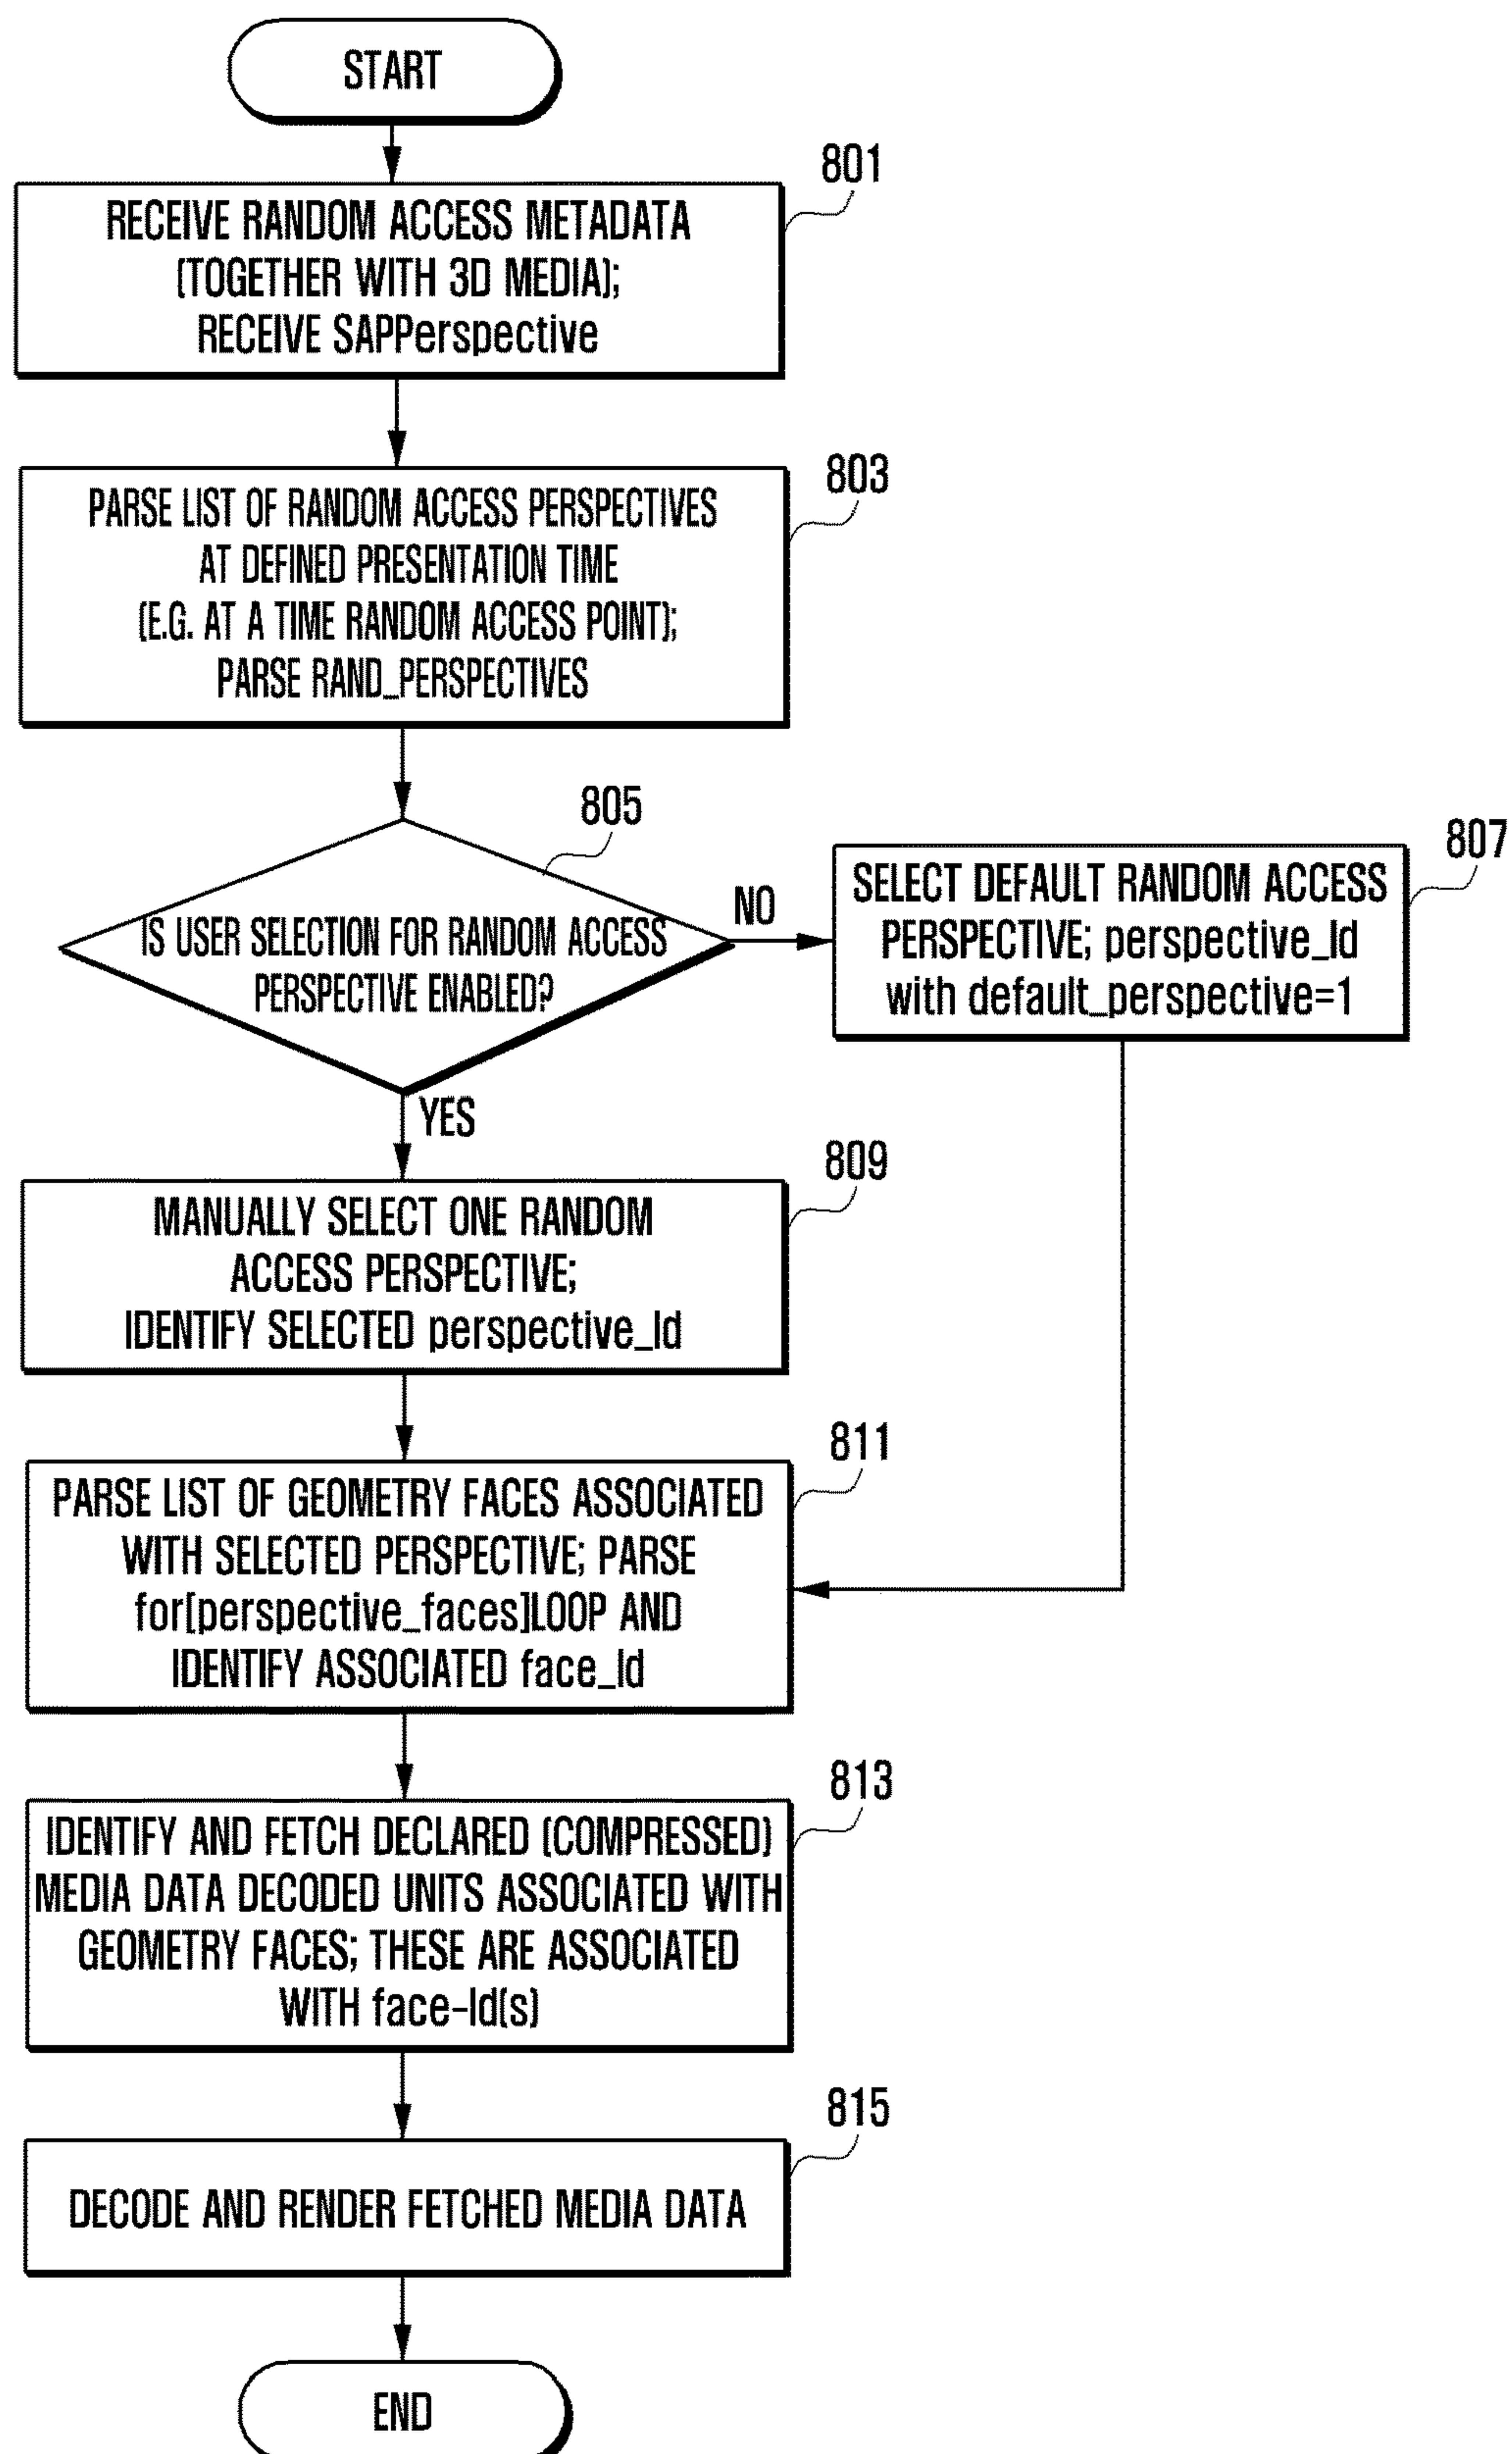 START
801
RECEIVE RANDOM ACCESS METADATA
(TOGETHER WITH 3D MEDIA);
RECEIVE SAPPerspective
803
PARSE LIST OF RANDOM ACCESS PERSPECTIVES
AT DEFINED PRESENTATION TIME
(E.G. AT A TIME RANDOM ACCESS POINT);
PARSE RAND_PERSPECTIVES
805
IS USER SELECTION FOR RANDOM ACCESS
PERSPECTIVE ENABLED?
NO
807
SELECT DEFAULT RANDOM ACCESS
PERSPECTIVE; perspective_Id
with default_perspective=1
YES
809
MANUALLY SELECT ONE RANDOM
ACCESS PERSPECTIVE;
IDENTIFY SELECTED perspective_Id
811
PARSE LIST OF GEOMETRY FACES ASSOCIATED
WITH SELECTED PERSPECTIVE; PARSE
for[perspective_faces]LOOP AND
IDENTIFY ASSOCIATED face_Id
813
IDENTIFY AND FETCH DECLARED (COMPRESSED)
MEDIA DATA DECODED UNITS ASSOCIATED WITH
GEOMETRY FACES; THESE ARE ASSOCIATED
WITH face-Id(s)
815
DECODE AND RENDER FETCHED MEDIA DATA
END